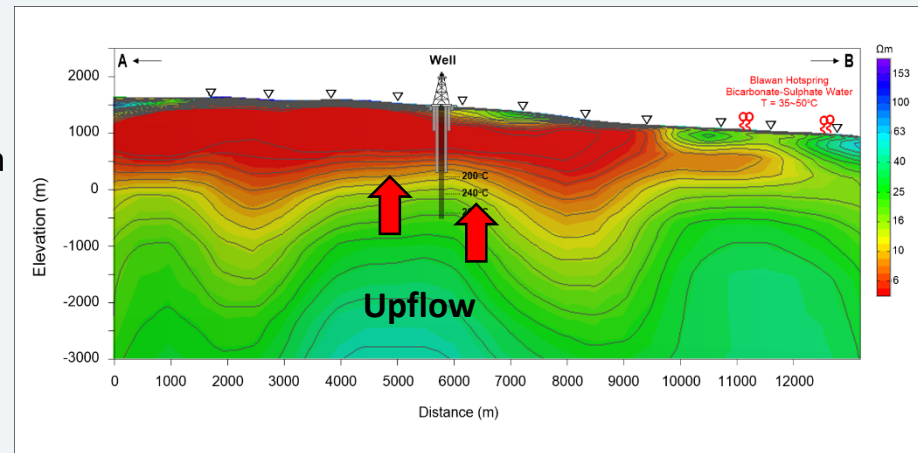 2000
1000
0
-1000
-2000
-3000
Elevation (m)
A
Well
B
Blawan Hotspring
Bicarbonate-Sulphate Water
T = 35~50°C
200°C
240°C
Upflow
0 1000 2000 3000 4000 5000 6000 7000 8000 9000 10000 11000 12000
Distance (m)
Ωm
153
100
63
40
25
16
10
6